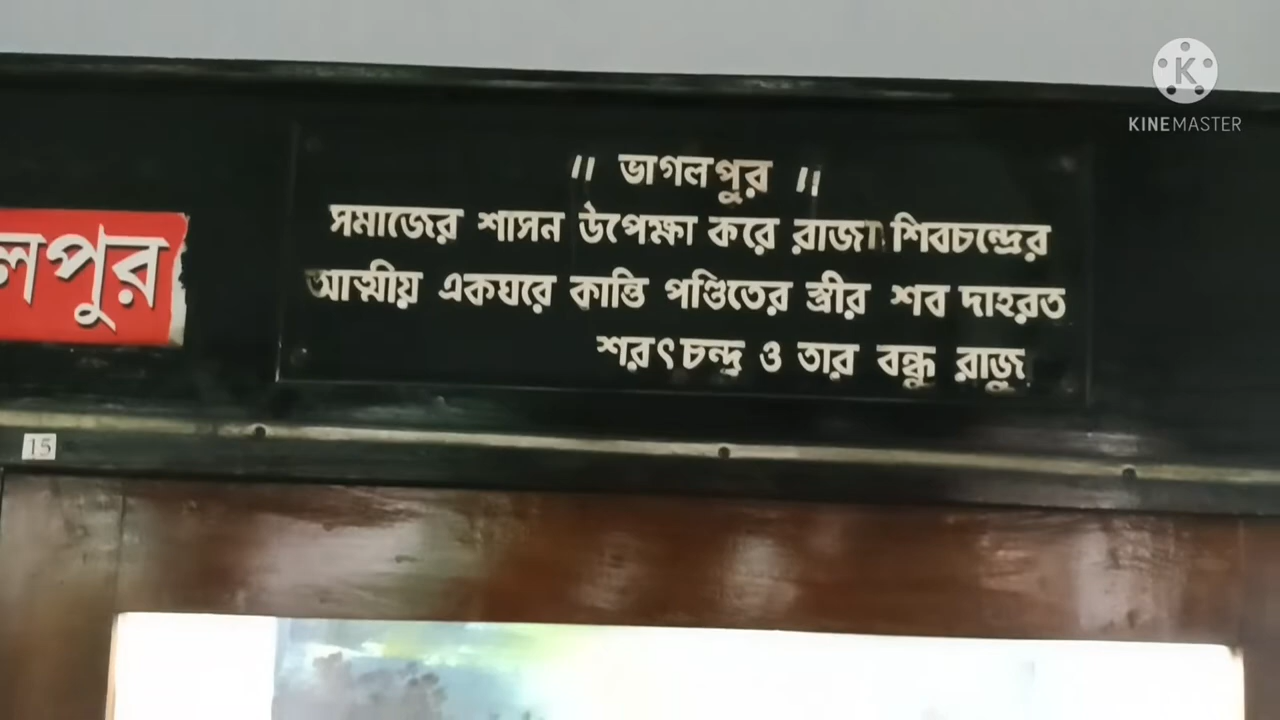 KINEMASTER
॥ ভাগলপুর ॥
সমাজের শাসন উপেক্ষা করে রাজা শিবচন্দ্রের
আত্মীয় একঘরে কান্তি পণ্ডিতের স্ত্রীর শব দাহরত
শরৎচন্দ্র ও তার বন্ধু রাজু
লপুর
15